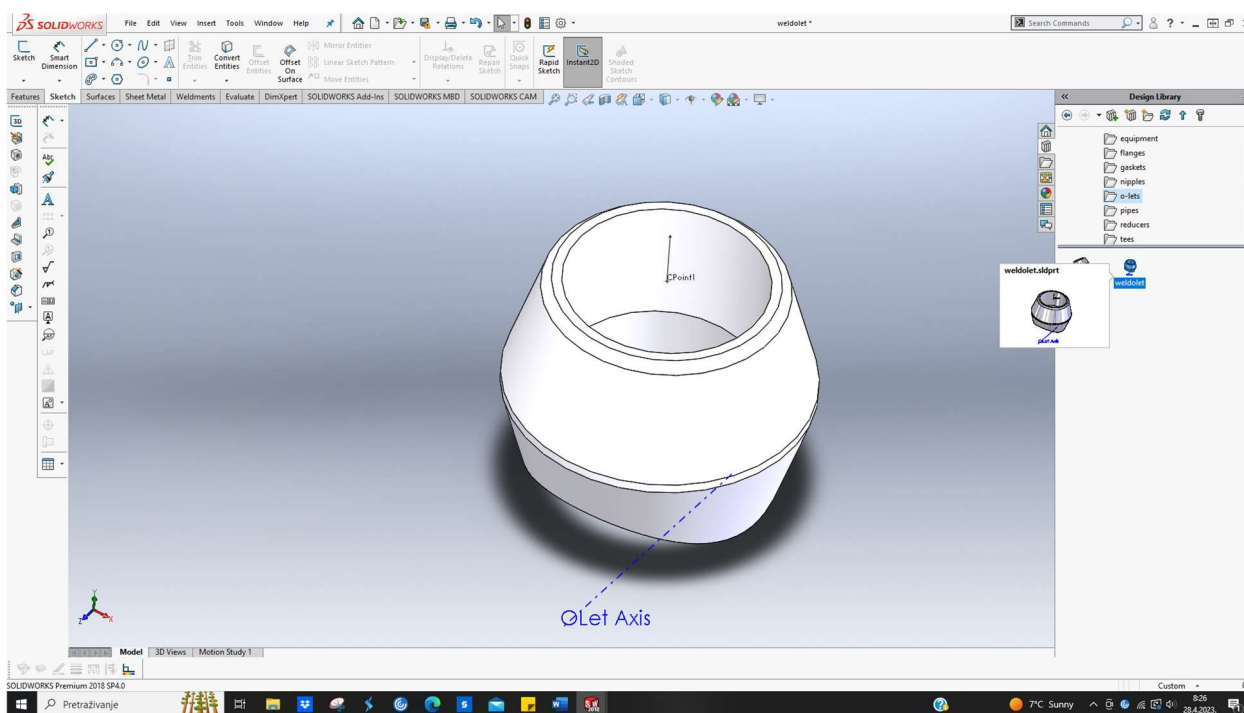 SOLIDWORKS File Edit View Insert Tools Window Help weldolet * Search Commands
Sketch Smart Dimension Trim Entities Convert Entities Offset Entities Offset On Surface Mirror Entities Linear Sketch Pattern Move Entities Display/Delete Relations Repair Sketch Quick Snaps Rapid Sketch Instant2D Shaded Sketch Contours
Features Sketch Surfaces Sheet Metal Weldments Evaluate DimXpert SOLIDWORKS Add-Ins SOLIDWORKS MBD SOLIDWORKS CAM
Design Library
equipment
flanges
gaskets
nipples
o-lets
pipes
reducers
tees
weldolet.sldprt
weldolet
OLet Axis
CPoint1
OLet Axis
Model 3D Views Motion Study 1
SOLIDWORKS Premium 2018 SP4.0 Custom
Pretraživanje 7°C Sunny 8:26
28.4.2023.